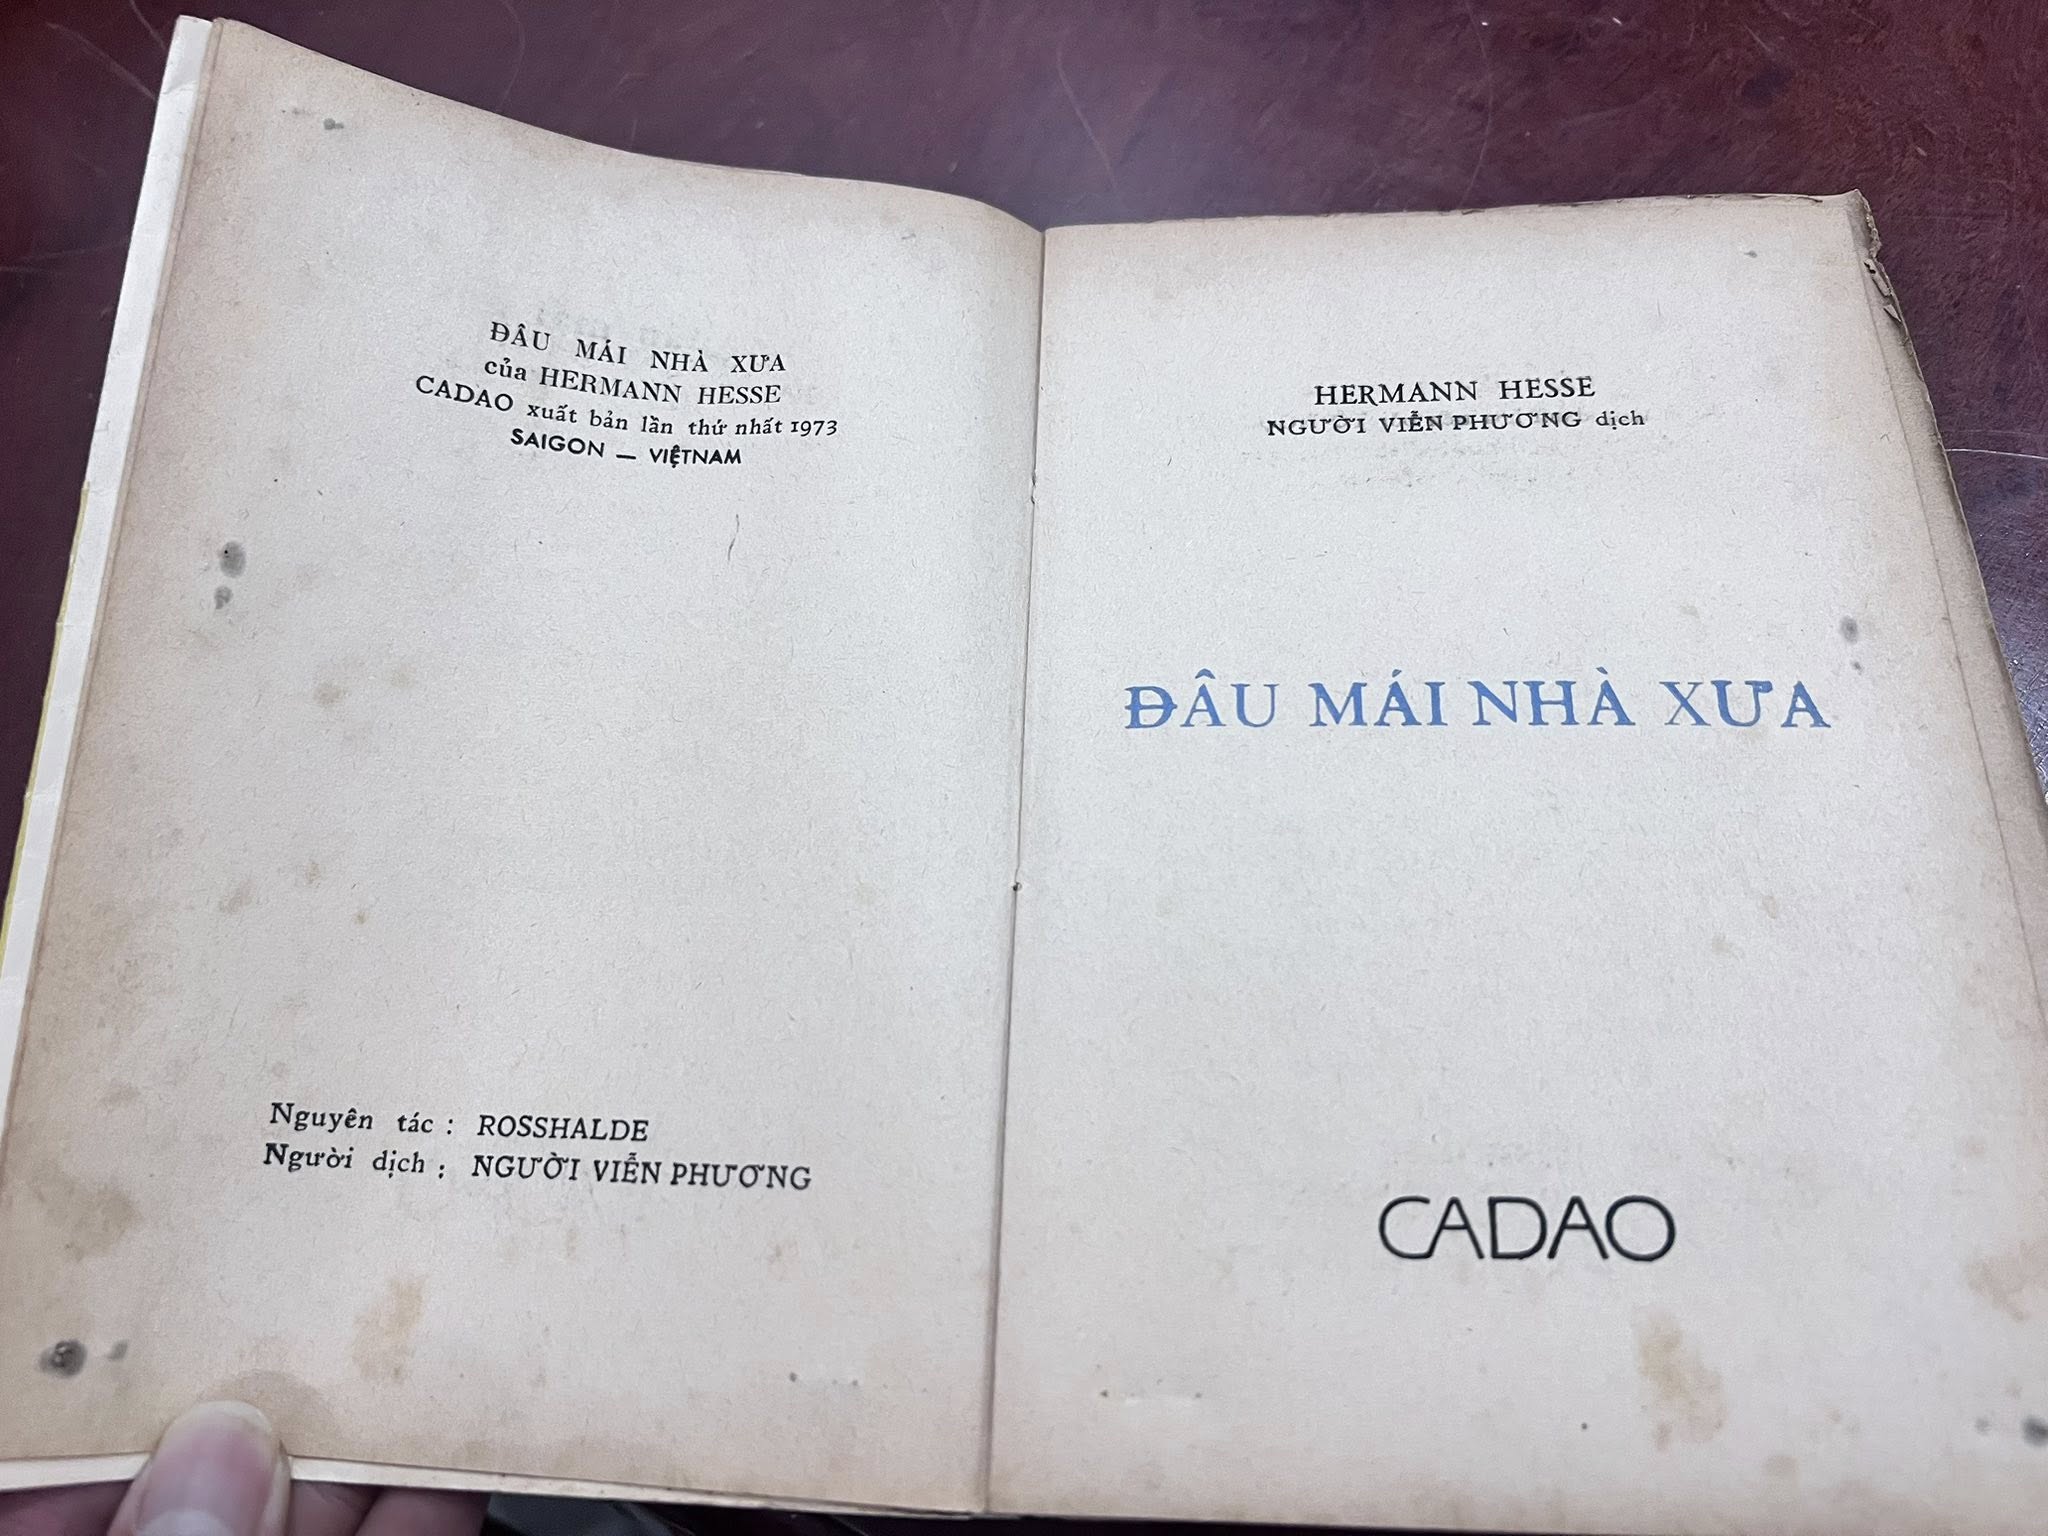 ĐÂU MÁI NHÀ XƯA
của HERMANN HESSE
CADAO xuất bản lần thứ nhất 1973
SAIGON — VIỆTNAM
Nguyên tác : ROSSHALDE
Người dịch : NGƯỜI VIỄN PHƯƠNG
HERMANN HESSE
NGƯỜI VIỄN PHƯƠNG dịch
ĐÂU MÁI NHÀ XƯA
CADAO